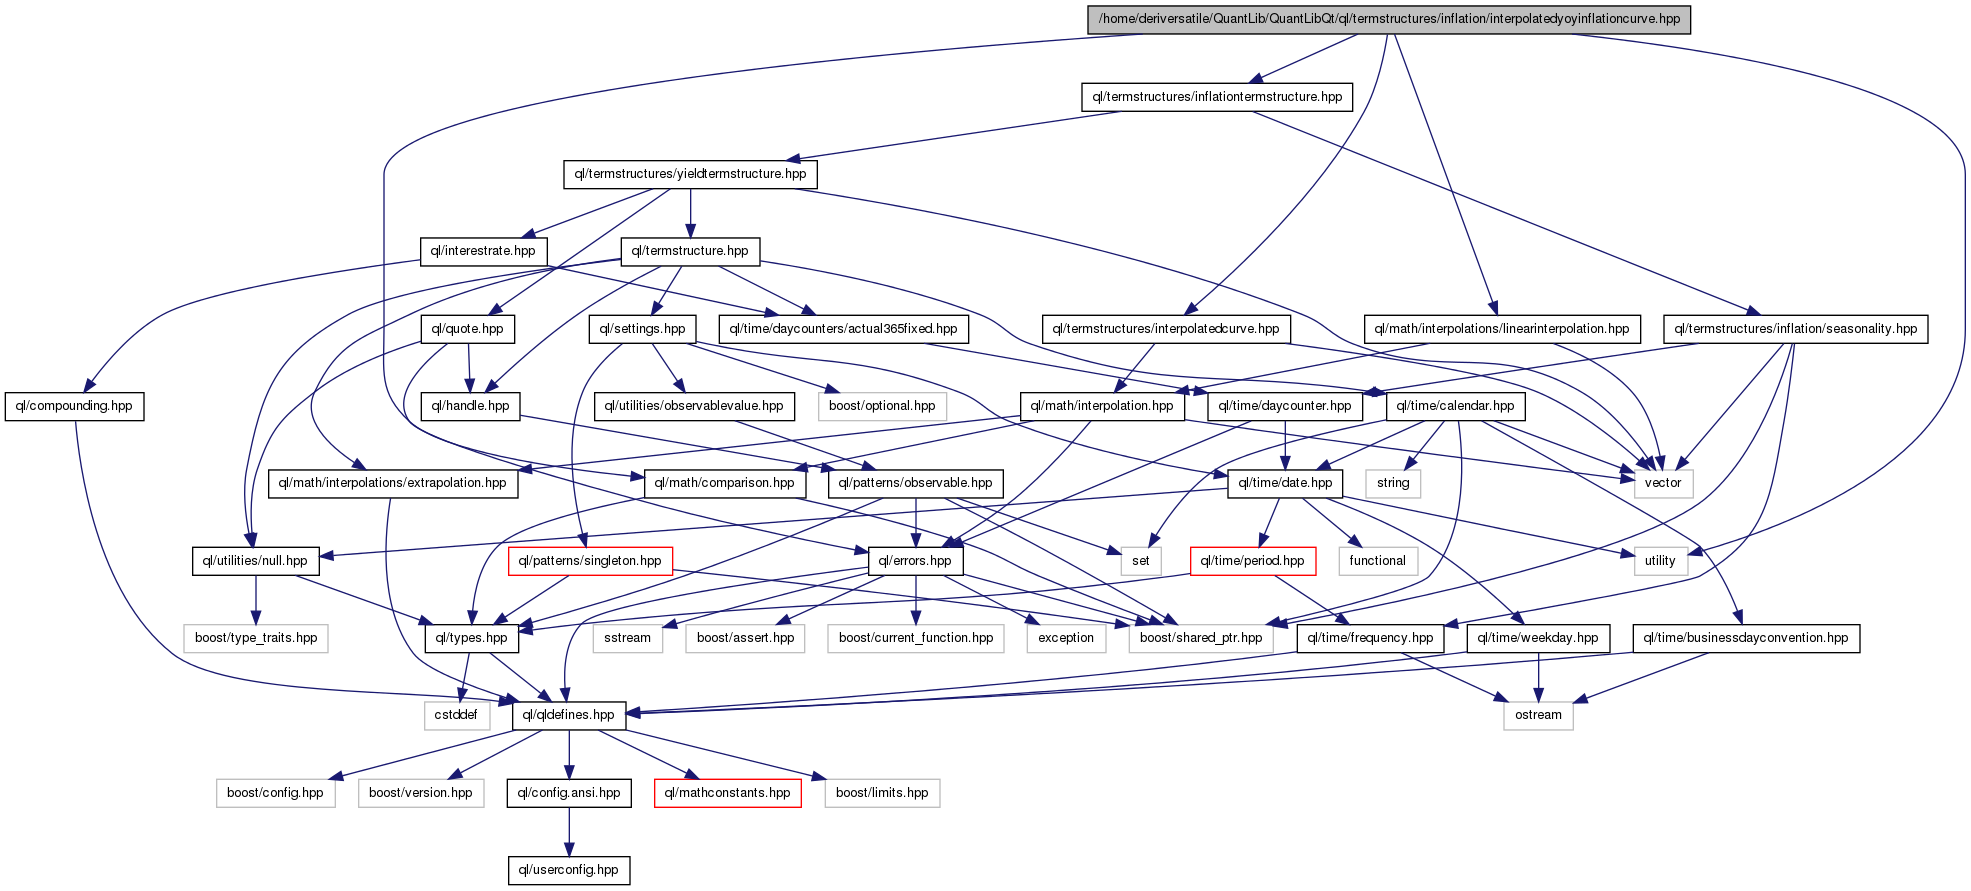 /home/deriversatile/QuantLib/QuantLibQt/ql/termstructures/inflation/interpolatedyoyinflationcurve.hpp
ql/termstructures/inflationtermstructure.hpp
ql/termstructures/yieldtermstructure.hpp
ql/interestrate.hpp
ql/termstructure.hpp
ql/quote.hpp
ql/settings.hpp
ql/time/daycounters/actual365fixed.hpp
ql/termstructures/interpolatedcurve.hpp
ql/math/interpolations/linearinterpolation.hpp
ql/termstructures/inflation/seasonality.hpp
ql/compounding.hpp
ql/handle.hpp
ql/utilities/observablevalue.hpp
boost/optional.hpp
ql/math/interpolation.hpp
ql/time/daycounter.hpp
ql/time/calendar.hpp
ql/math/interpolations/extrapolation.hpp
ql/math/comparison.hpp
ql/patterns/observable.hpp
ql/time/date.hpp
string
vector
ql/utilities/null.hpp
ql/patterns/singleton.hpp
ql/errors.hpp
set
ql/time/period.hpp
functional
utility
boost/type_traits.hpp
ql/types.hpp
sstream
boost/assert.hpp
boost/current_function.hpp
exception
boost/shared_ptr.hpp
ql/time/frequency.hpp
ql/time/weekday.hpp
ql/time/businessdayconvention.hpp
cstddef
ql/qldefines.hpp
ostream
boost/config.hpp
boost/version.hpp
ql/config.ansi.hpp
ql/mathconstants.hpp
boost/limits.hpp
ql/userconfig.hpp